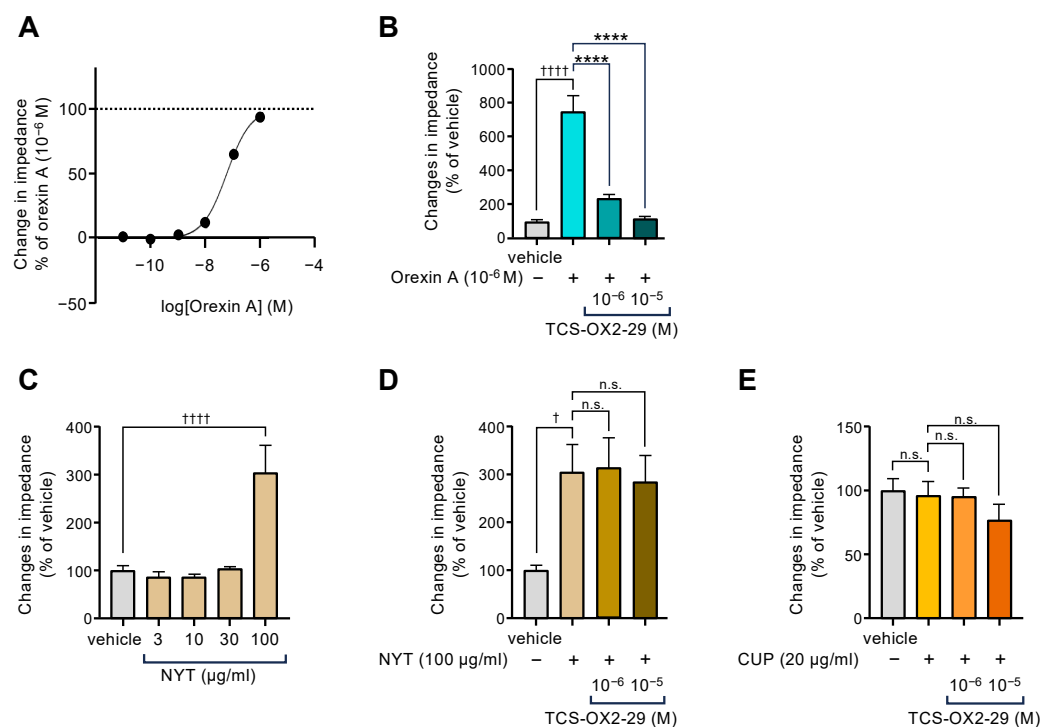 A
Change in impedance
% of orexin A (10⁻⁶ M)
100
50
0
−50
−10
−8
−6
−4
log[Orexin A] (M)
B
Changes in impedance
(% of vehicle)
1000
800
600
400
200
0
††††
****
****
vehicle
Orexin A (10⁻⁶ M) − + + +
10⁻⁶ 10⁻⁵
TCS-OX2-29 (M)
C
Changes in impedance
(% of vehicle)
400
300
200
100
0
††††
vehicle 3 10 30 100
NYT (μg/ml)
D
Changes in impedance
(% of vehicle)
400
300
200
100
0
n.s.
n.s.
†
vehicle
NYT (100 μg/ml) − + + +
10⁻⁶ 10⁻⁵
TCS-OX2-29 (M)
E
Changes in impedance
(% of vehicle)
150
100
50
0
n.s.
n.s.
n.s.
vehicle
CUP (20 μg/ml) − + + +
10⁻⁶ 10⁻⁵
TCS-OX2-29 (M)